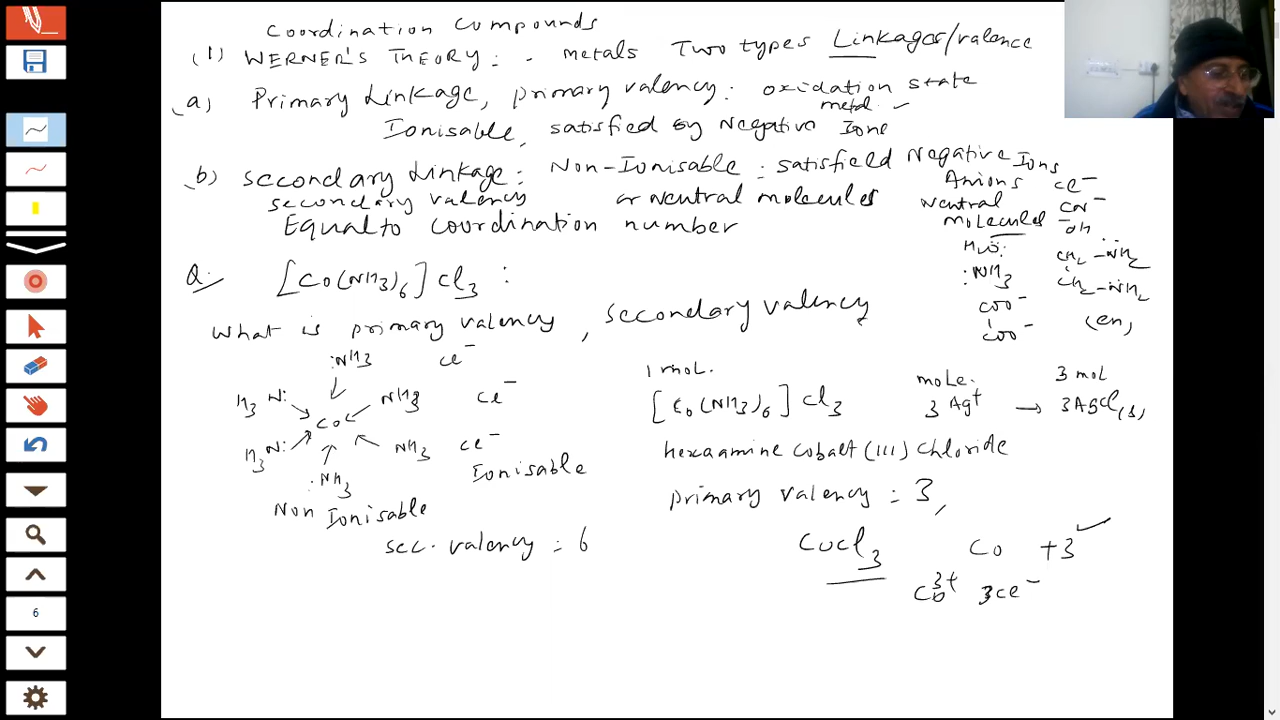 Coordination Compounds
(1) WERNER'S THEORY: - metals Two types Linkages/valence
(a) Primary Linkage, primary valency: oxidation state
metal.
Ionisable, satisfied by Negative Ions
(b) Secondary Linkage: Non-Ionisable: satisfied Negative Ions
secondary valency or neutral molecules
Equal to coordination number
Anions Cl⁻
Neutral CN⁻
molecules ⁻OH
H₂O:
:NH₃
COO⁻
COO⁻
CH₂-NH₂
CH₂-NH₂
(en)
Q: [Co(NH3)6]Cl3:
What is primary valency, secondary valency
:NH3 Cl⁻
H3N: NH3 Cl⁻
Co
H3N: NH3 Cl⁻
:NH3 Ionisable
Non Ionisable
sec. valency = 6
1 mol. mole. 3 mol
[Co(NH3)6]Cl3 3Ag⁺ → 3AgCl(s)
hexaamine cobalt (III) chloride
primary valency = 3,
CoCl3 Co +3
Co³⁺ 3Cl⁻
6